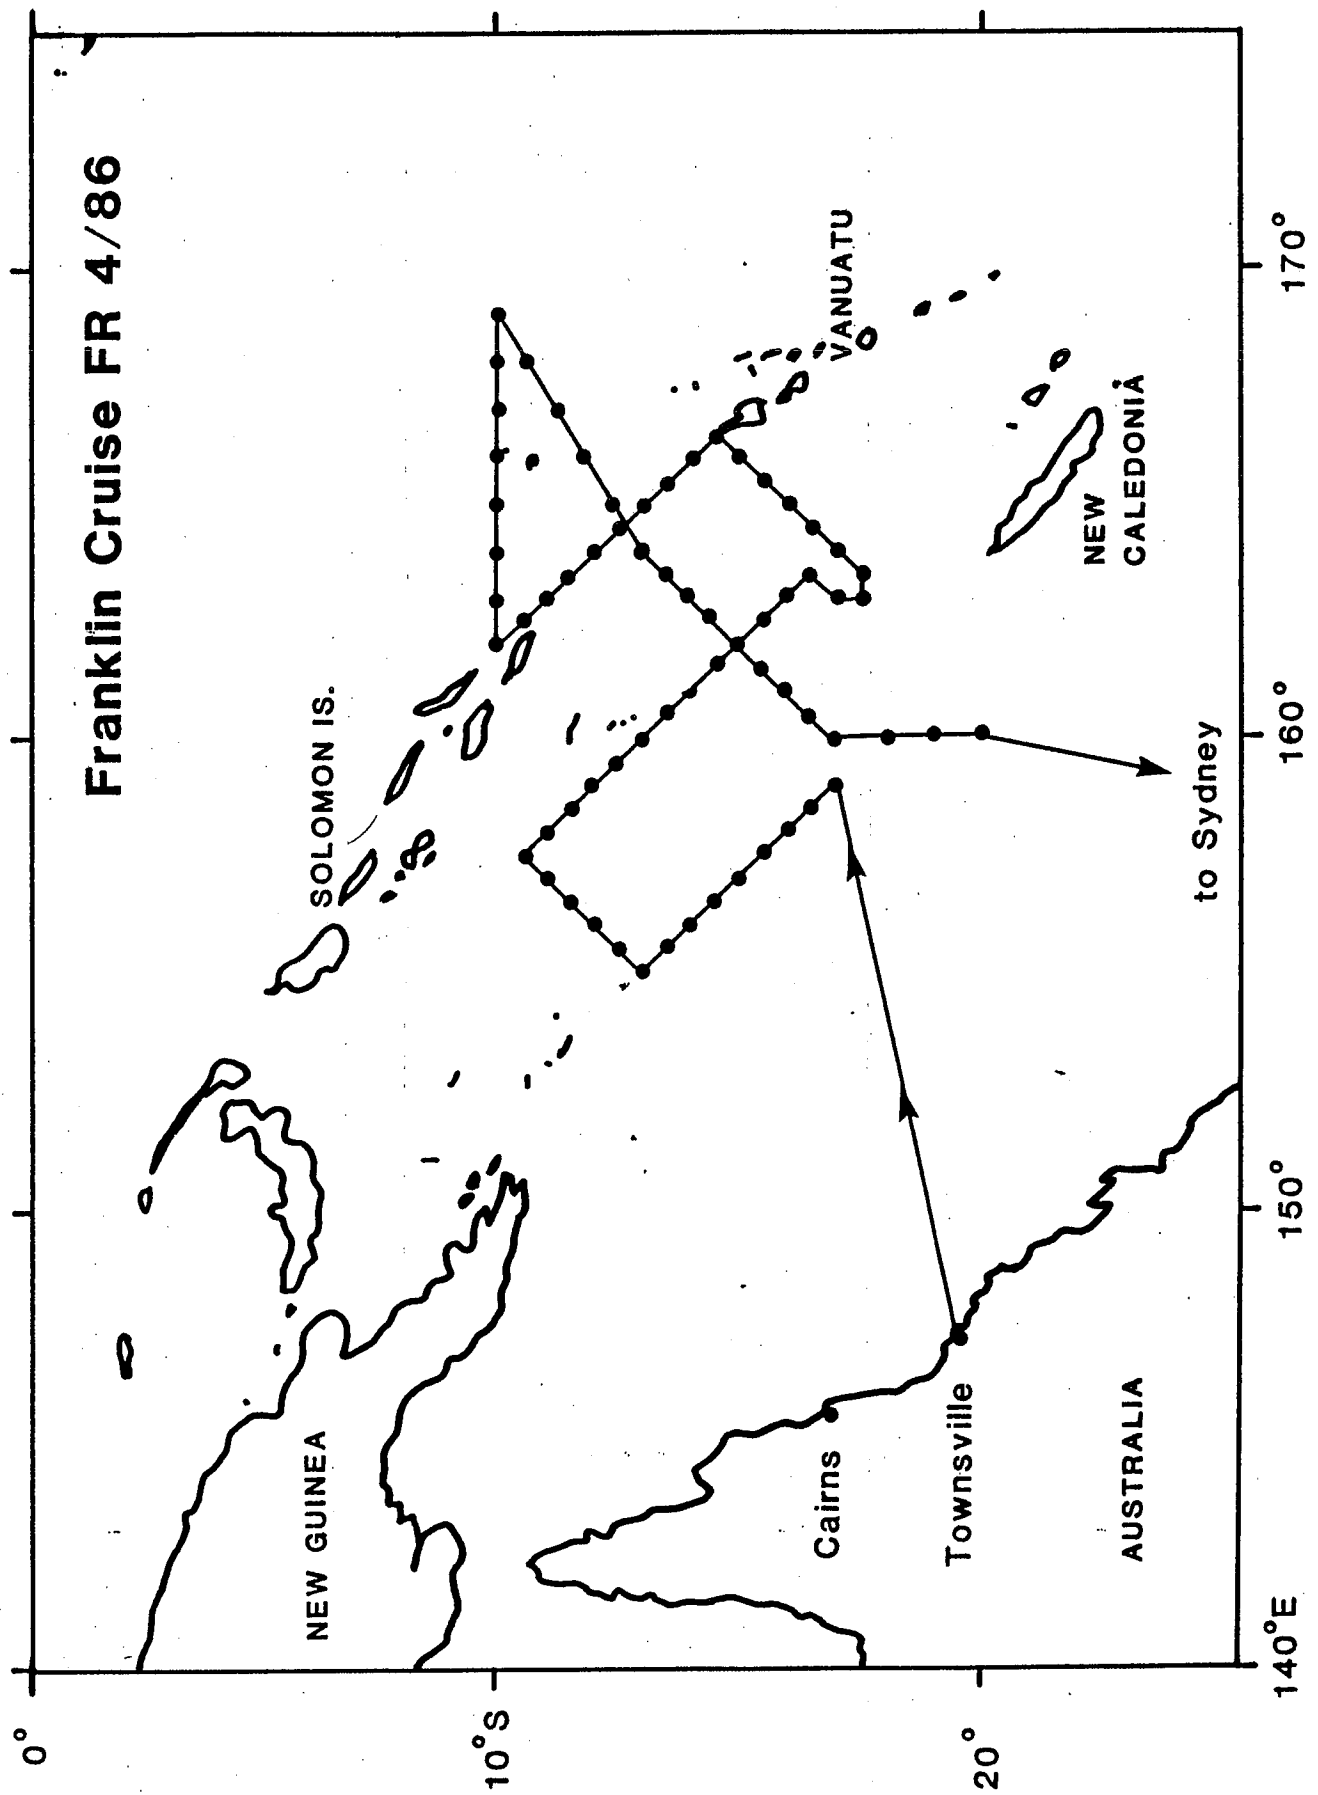 Franklin Cruise FR 4/86
0°
10°S
20°
NEW GUINEA
SOLOMON IS.
VANUATU
NEW
CALEDONIA
Cairns
Townsville
AUSTRALIA
to Sydney
140°E
150°
160°
170°